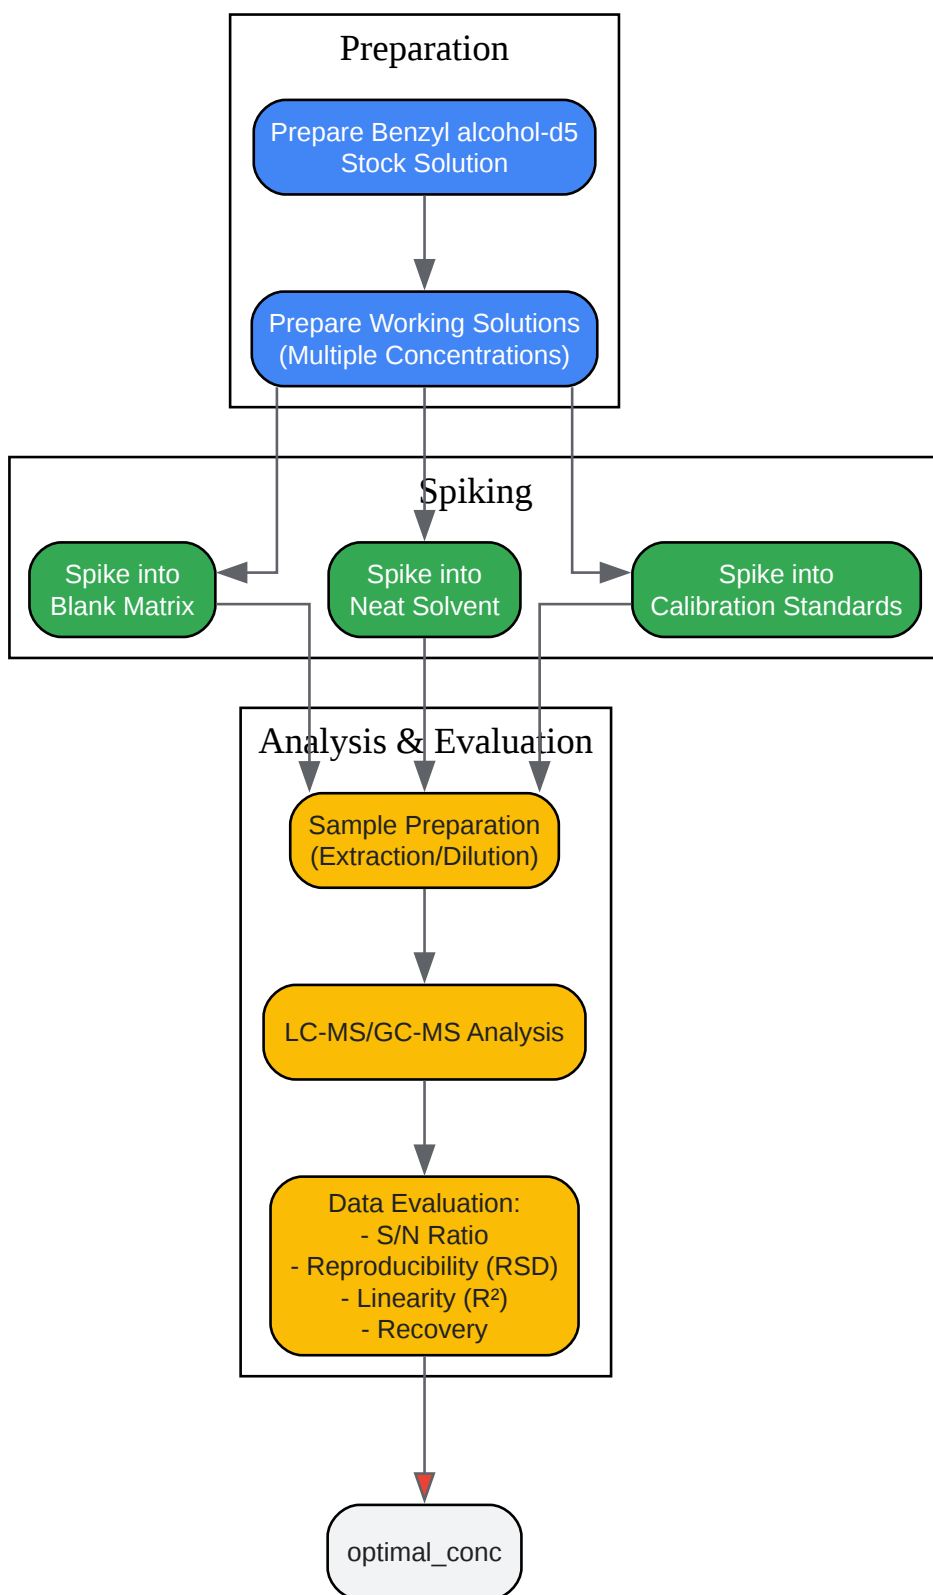 Preparation
Prepare Benzyl alcohol-d5
Stock Solution
Prepare Working Solutions
(Multiple Concentrations)
Spiking
Spike into
Blank Matrix
Spike into
Neat Solvent
Spike into
Calibration Standards
Analysis & Evaluation
Sample Preparation
(Extraction/Dilution)
LC-MS/GC-MS Analysis
Data Evaluation:
- S/N Ratio
- Reproducibility (RSD)
- Linearity (R²)
- Recovery
optimal_conc